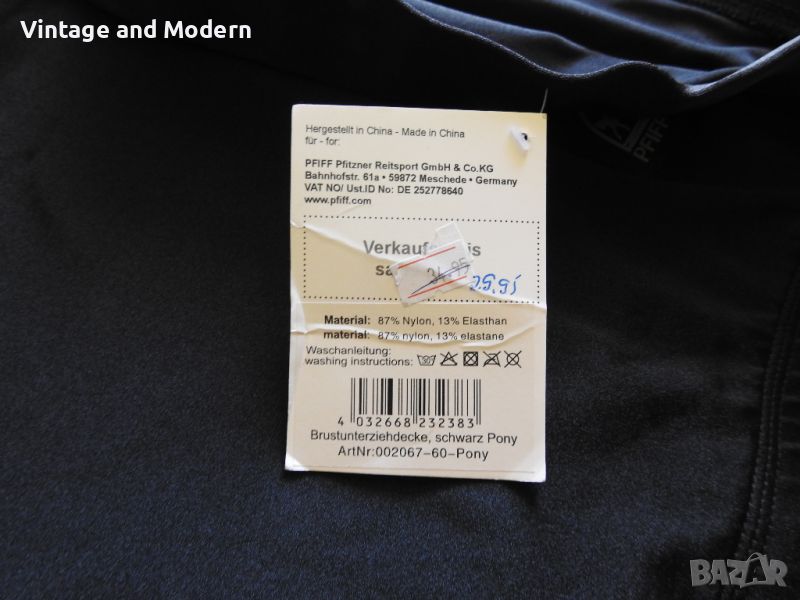 Vintage and Modern
PFIFF
Hergestellt in China - Made in China
für - for:
PFIFF Pfitzner Reitsport GmbH & Co.KG
Bahnhofstr. 61a • 59872 Meschede • Germany
VAT NO/ Ust.ID No: DE 252778640
www.pfiff.com
34.95
Material: 87% Nylon, 13% Elasthan
material: 87% nylon, 13% elastane
Waschanleitung:
washing instructions:
4 032668 232383
Brustunterziehdecke, schwarz Pony
ArtNr:002067-60-Pony
BAZAR